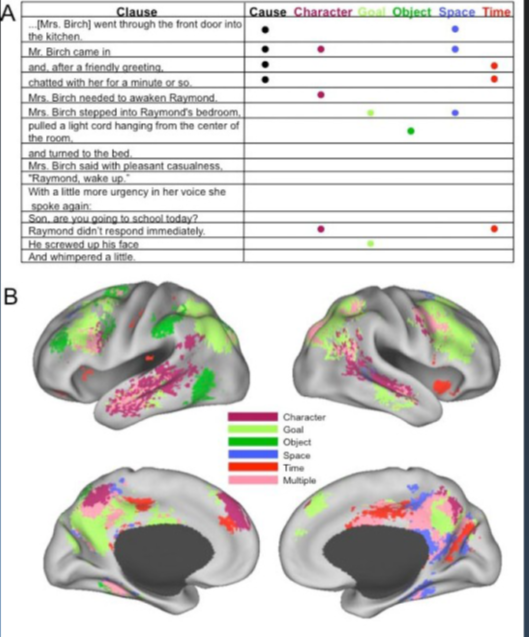 A
Clause Cause Character Goal Object Space Time
...[Mrs. Birch] went through the front door into
the kitchen.
Mr. Birch came in
and, after a friendly greeting,
chatted with her for a minute or so.
Mrs. Birch needed to awaken Raymond.
Mrs. Birch stepped into Raymond's bedroom,
pulled a light cord hanging from the center of
the room,
and turned to the bed.
Mrs. Birch said with pleasant casualness,
"Raymond, wake up."
With a little more urgency in her voice she
spoke again:
Son, are you going to school today?
Raymond didn't respond immediately.
He screwed up his face
And whimpered a little.
B
Character
Goal
Object
Space
Time
Multiple